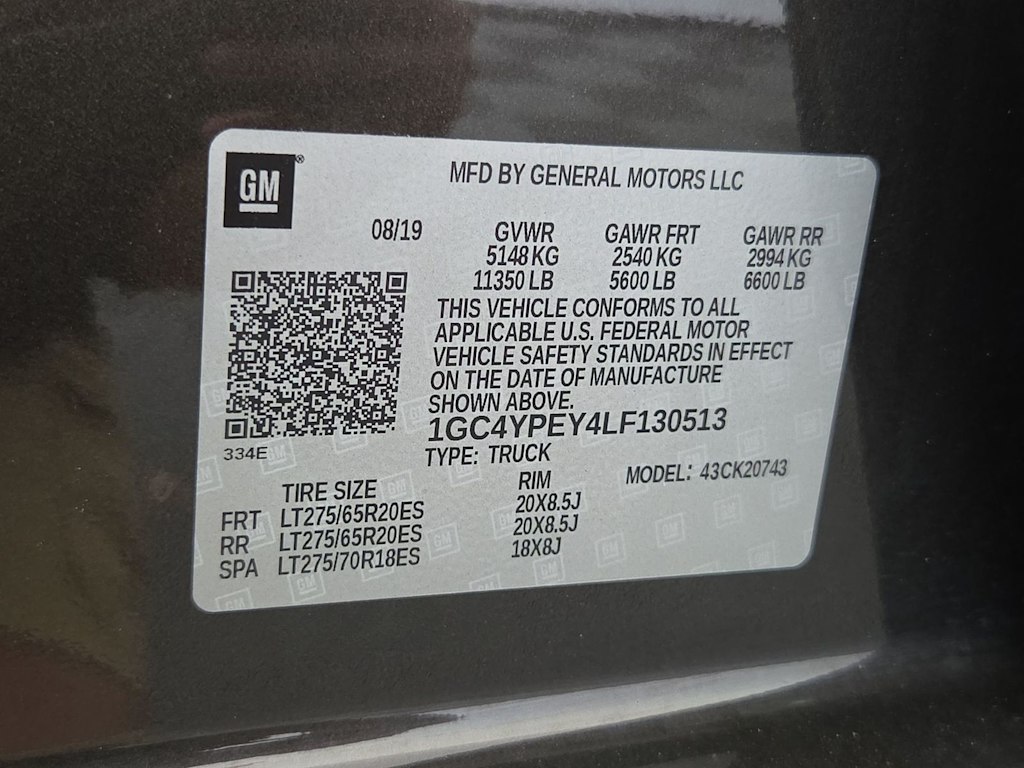 GM®
MFD BY GENERAL MOTORS LLC
08/19 GVWR GAWR FRT GAWR RR
5148 KG 2540 KG 2994 KG
11350 LB 5600 LB 6600 LB
THIS VEHICLE CONFORMS TO ALL
APPLICABLE U.S. FEDERAL MOTOR
VEHICLE SAFETY STANDARDS IN EFFECT
ON THE DATE OF MANUFACTURE
SHOWN ABOVE.
1GC4YPEY4LF130513
334E
TYPE: TRUCK
MODEL: 43CK20743
TIRE SIZE RIM
FRT LT275/65R20ES 20X8.5J
RR LT275/65R20ES 20X8.5J
SPA LT275/70R18ES 18X8J